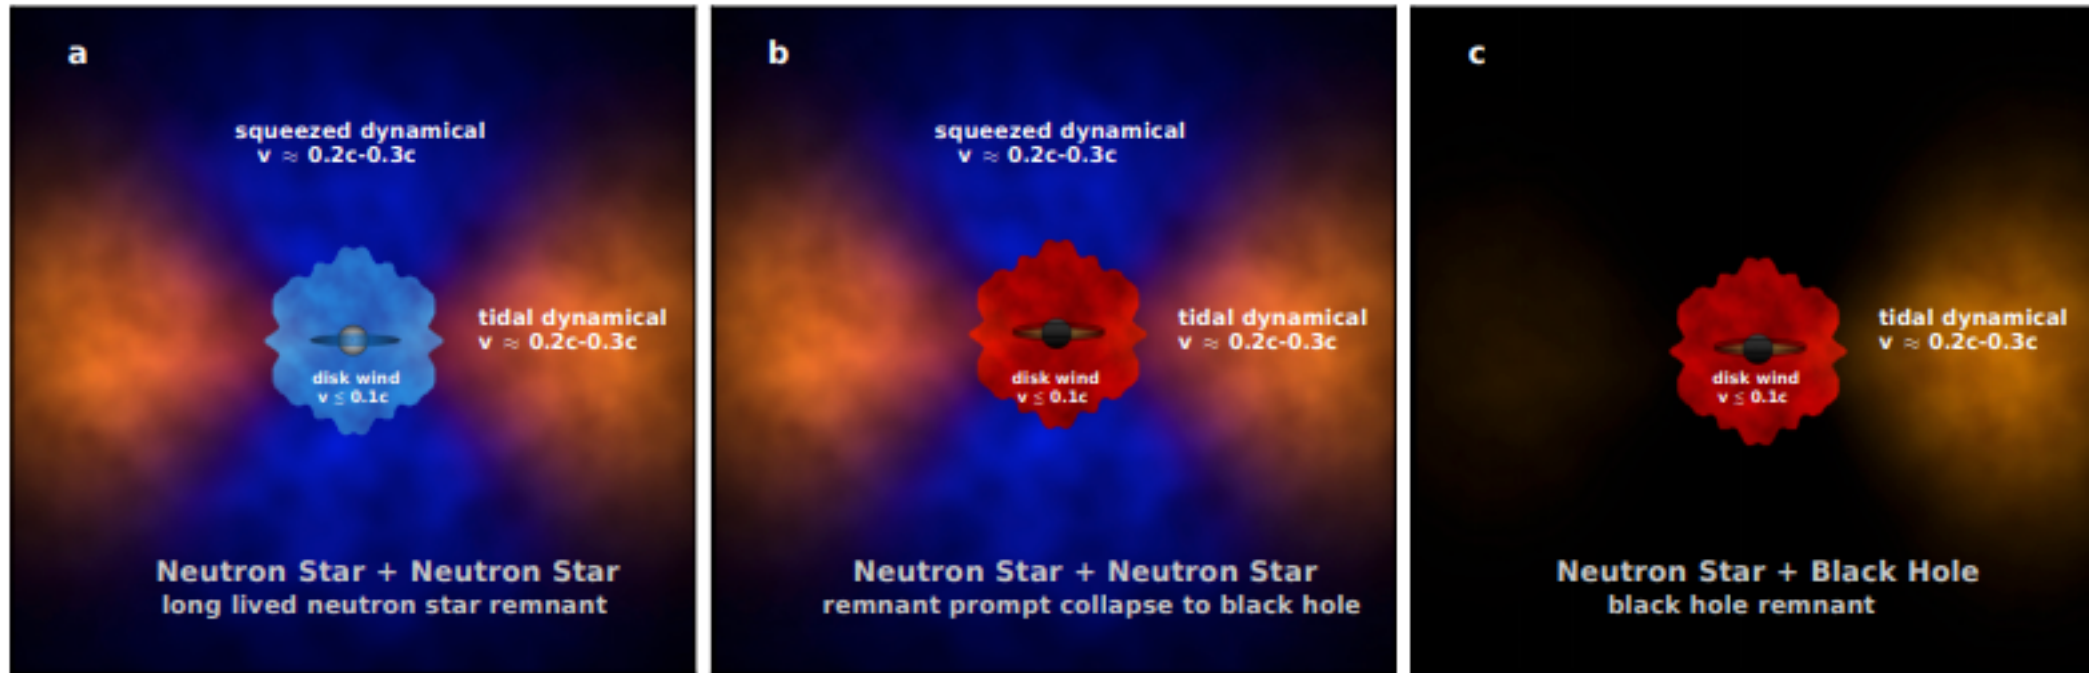 a
squeezed dynamical
v ≈ 0.2c-0.3c
tidal dynamical
v ≈ 0.2c-0.3c
disk wind
v ≤ 0.1c
Neutron Star + Neutron Star
long lived neutron star remnant
b
squeezed dynamical
v ≈ 0.2c-0.3c
tidal dynamical
v ≈ 0.2c-0.3c
disk wind
v ≤ 0.1c
Neutron Star + Neutron Star
remnant prompt collapse to black hole
c
tidal dynamical
v ≈ 0.2c-0.3c
disk wind
v ≤ 0.1c
Neutron Star + Black Hole
black hole remnant